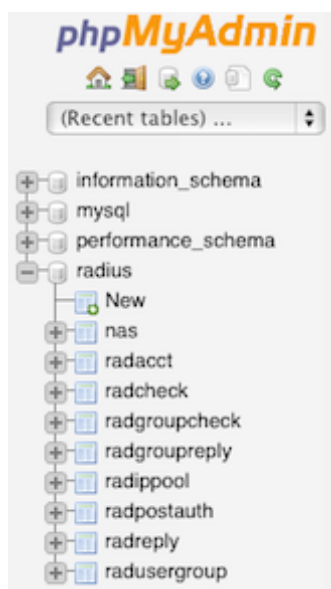 phpMyAdmin
(Recent tables) ...
information_schema
mysql
performance_schema
radius
New
nas
radacct
radcheck
radgroupcheck
radgroupreply
radippool
radpostauth
radreply
radusergroup